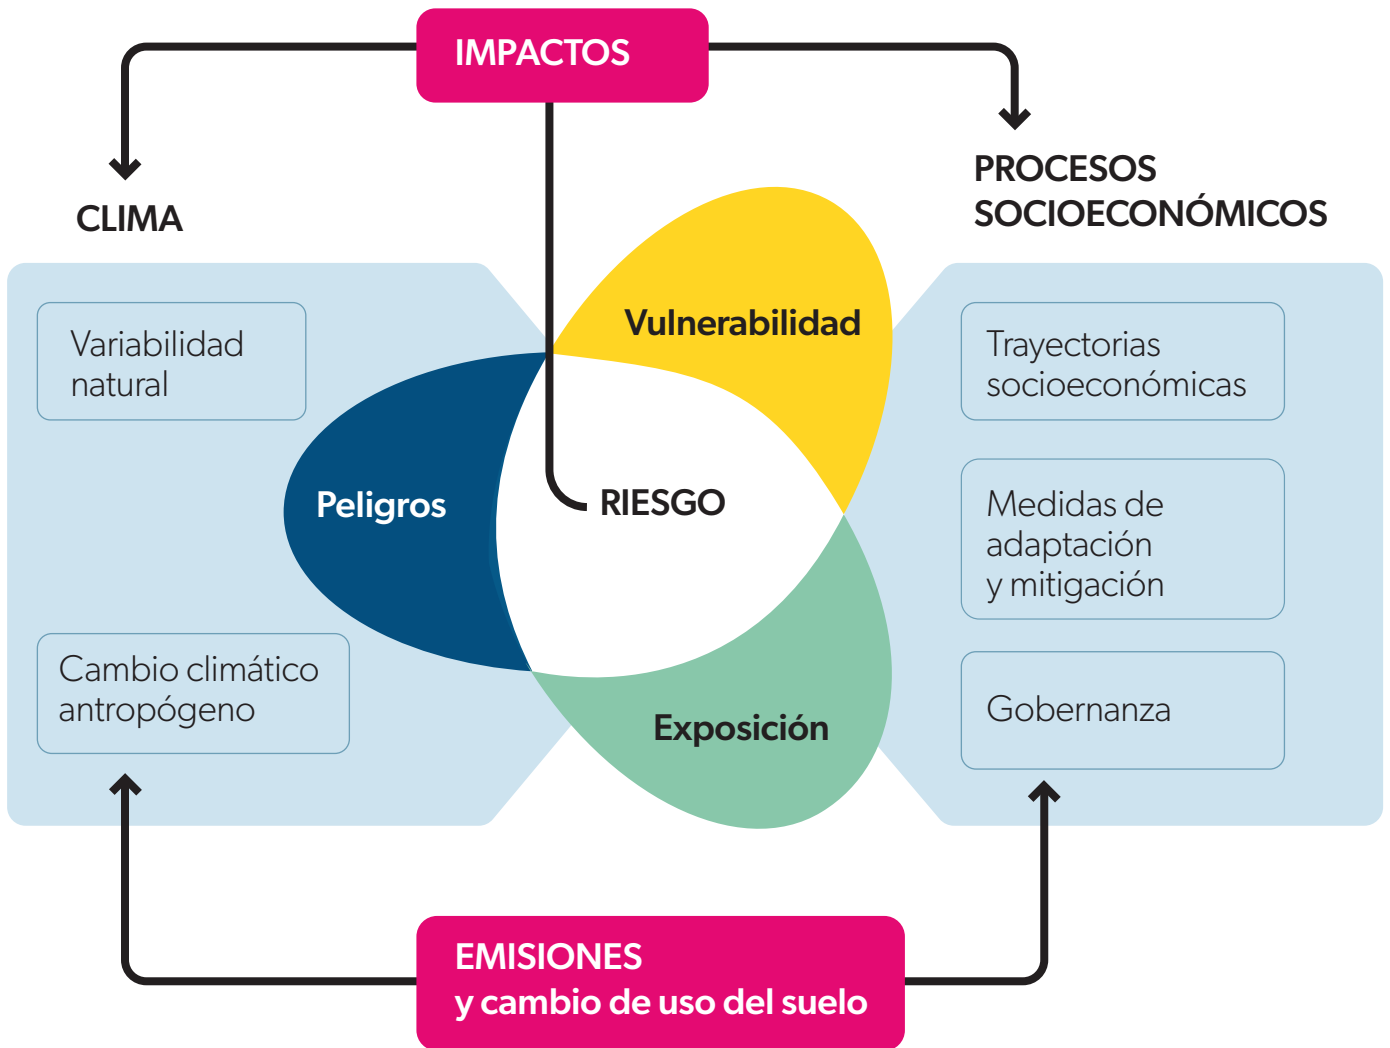 IMPACTOS
CLIMA
PROCESOS
SOCIOECONÓMICOS
Variabilidad
natural
Vulnerabilidad
Trayectorias
socioeconómicas
Peligros
RIESGO
Medidas de
adaptación
y mitigación
Cambio climático
antropógeno
Exposición
Gobernanza
EMISIONES
y cambio de uso del suelo